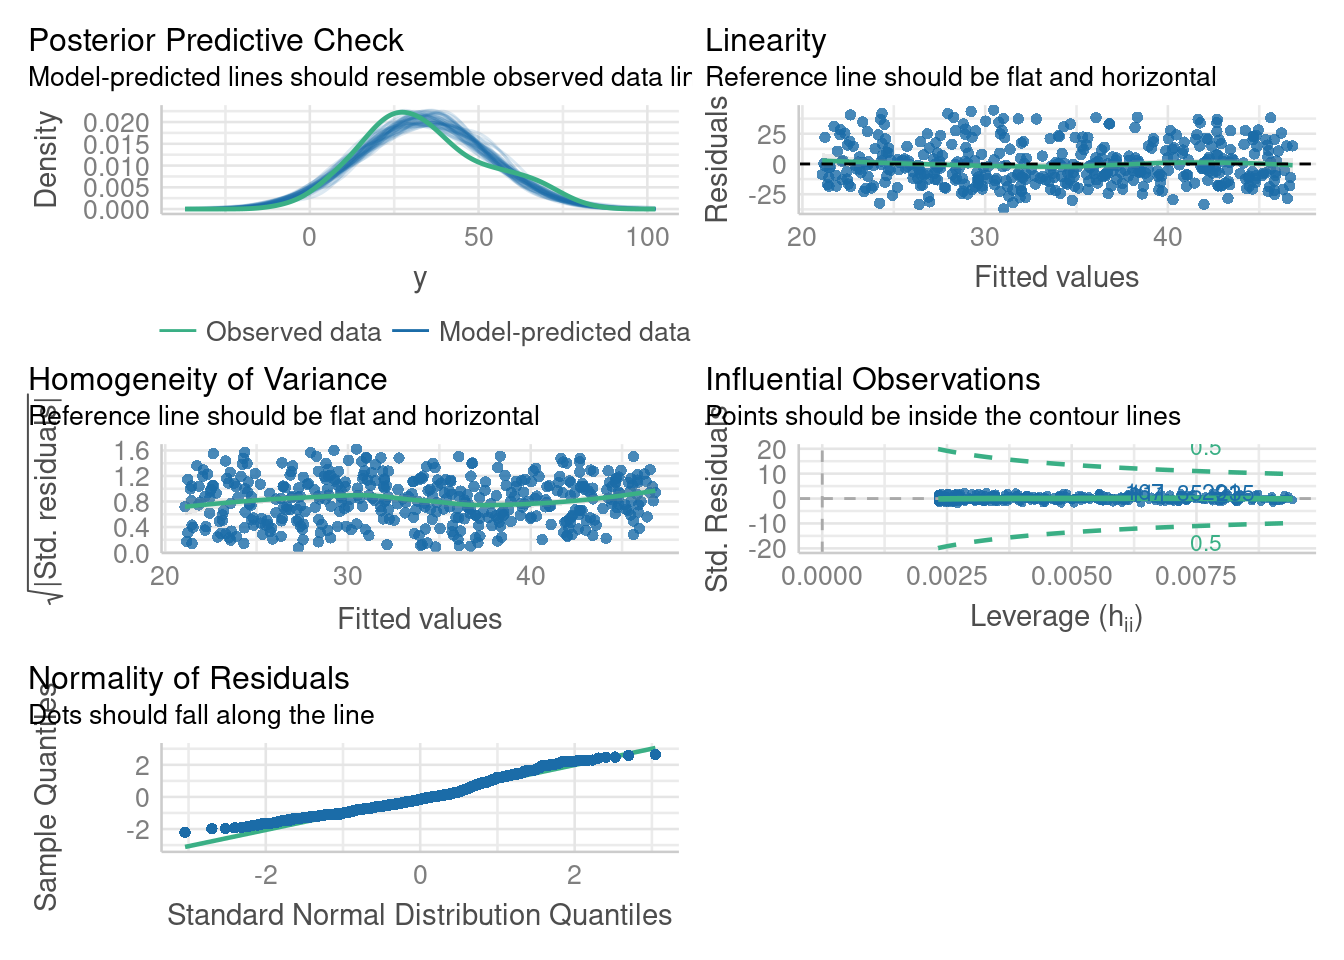 Posterior Predictive Check
Model-predicted lines should resemble observed data lin
Density
0.020
0.015
0.010
0.005
0.000
0 50 100
y
Observed data Model-predicted data
Linearity
Reference line should be flat and horizontal
Residuals
25
0
-25
20 30 40
Fitted values
Homogeneity of Variance
Reference line should be flat and horizontal
√|Std. residuals|
1.6
1.2
0.8
0.4
0.0
20 30 40
Fitted values
Influential Observations
Points should be inside the contour lines
Std. Residuals
20
10
0
-10
-20
0.5
0.5
0.0000 0.0025 0.0050 0.0075
Leverage (hii)
Normality of Residuals
Dots should fall along the line
Sample Quantiles
2
0
-2
-2 0 2
Standard Normal Distribution Quantiles